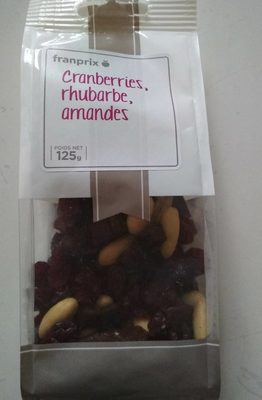 franprix
Cranberries,
rhubarbe,
amandes
POIDS NET
125g